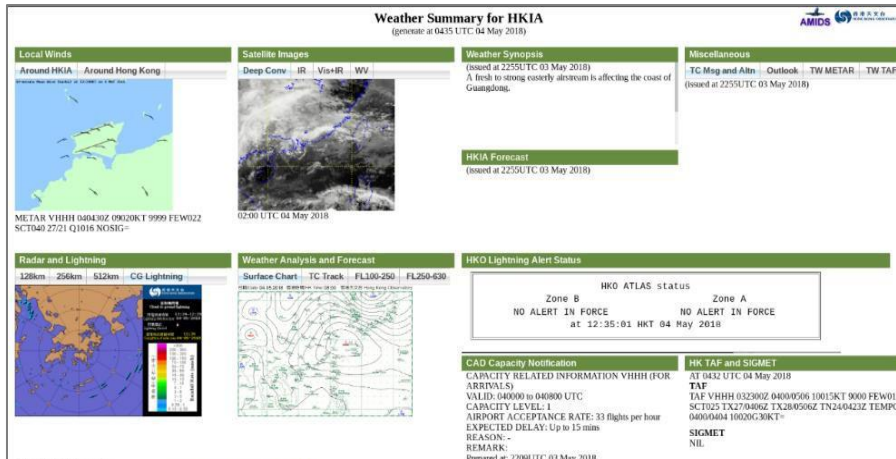 Weather Summary for HKIA
(generate at 0435 UTC 04 May 2018)
AMIDS
Local Winds
Around HKIA Around Hong Kong
METAR VHHH 040430Z 09020KT 9999 FEW022
SCT040 27/21 Q1016 NOSIG=
Satellite Images
Deep Conv IR Vis+IR WV
02:00 UTC 04 May 2018
Weather Synopsis
(issued at 2255UTC 03 May 2018)
A fresh to strong easterly airstream is affecting the coast of
Guangdong.
HKIA Forecast
(issued at 2255UTC 03 May 2018)
Miscellaneous
TC Msg and Altn Outlook TW METAR TW TAF
(issued at 2255UTC 03 May 2018)
Radar and Lightning
128km 256km 512km CG Lightning
Weather Analysis and Forecast
Surface Chart TC Track FL100-250 FL250-630
HKO Lightning Alert Status
HKO ATLAS status
Zone B Zone A
NO ALERT IN FORCE NO ALERT IN FORCE
at 12:35:01 HKT 04 May 2018
CAD Capacity Notification
CAPACITY RELATED INFORMATION VHHH (FOR
ARRIVALS)
VALID: 040000 to 040800 UTC
CAPACITY LEVEL: 1
AIRPORT ACCEPTANCE RATE: 33 flights per hour
EXPECTED DELAY: Up to 15 mins
REASON: -
REMARK:
Prepared at: 2209UTC 03 May 2018
HK TAF and SIGMET
AT 0432 UTC 04 May 2018
TAF
TAF VHHH 032300Z 0400/0506 10015KT 9000 FEW01
SCT025 TX27/0406Z TX28/0506Z TN24/0423Z TEMPO
0400/0404 10020G30KT=
SIGMET
NIL